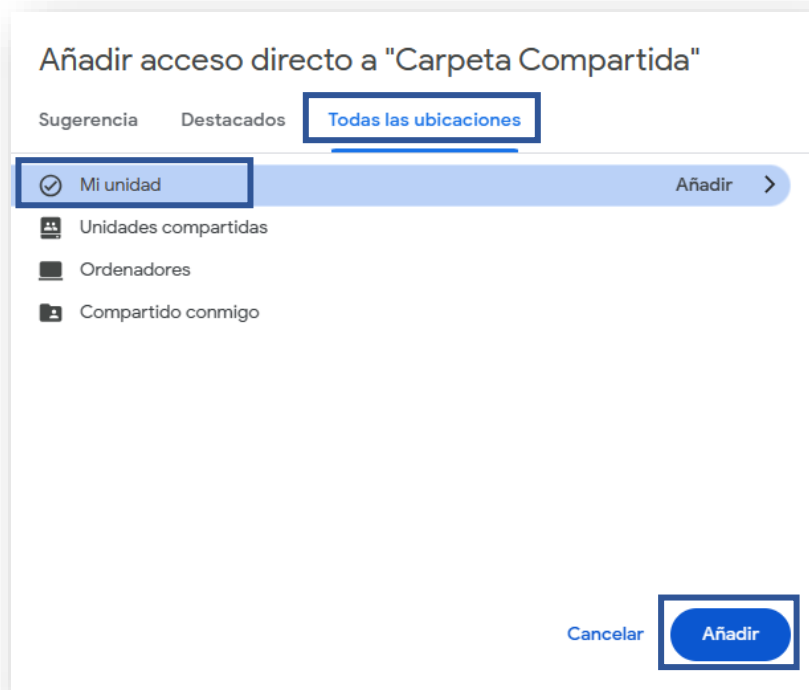 Añadir acceso directo a "Carpeta Compartida"
Sugerencia Destacados Todas las ubicaciones
Mi unidad Añadir
Unidades compartidas
Ordenadores
Compartido conmigo
Cancelar Añadir